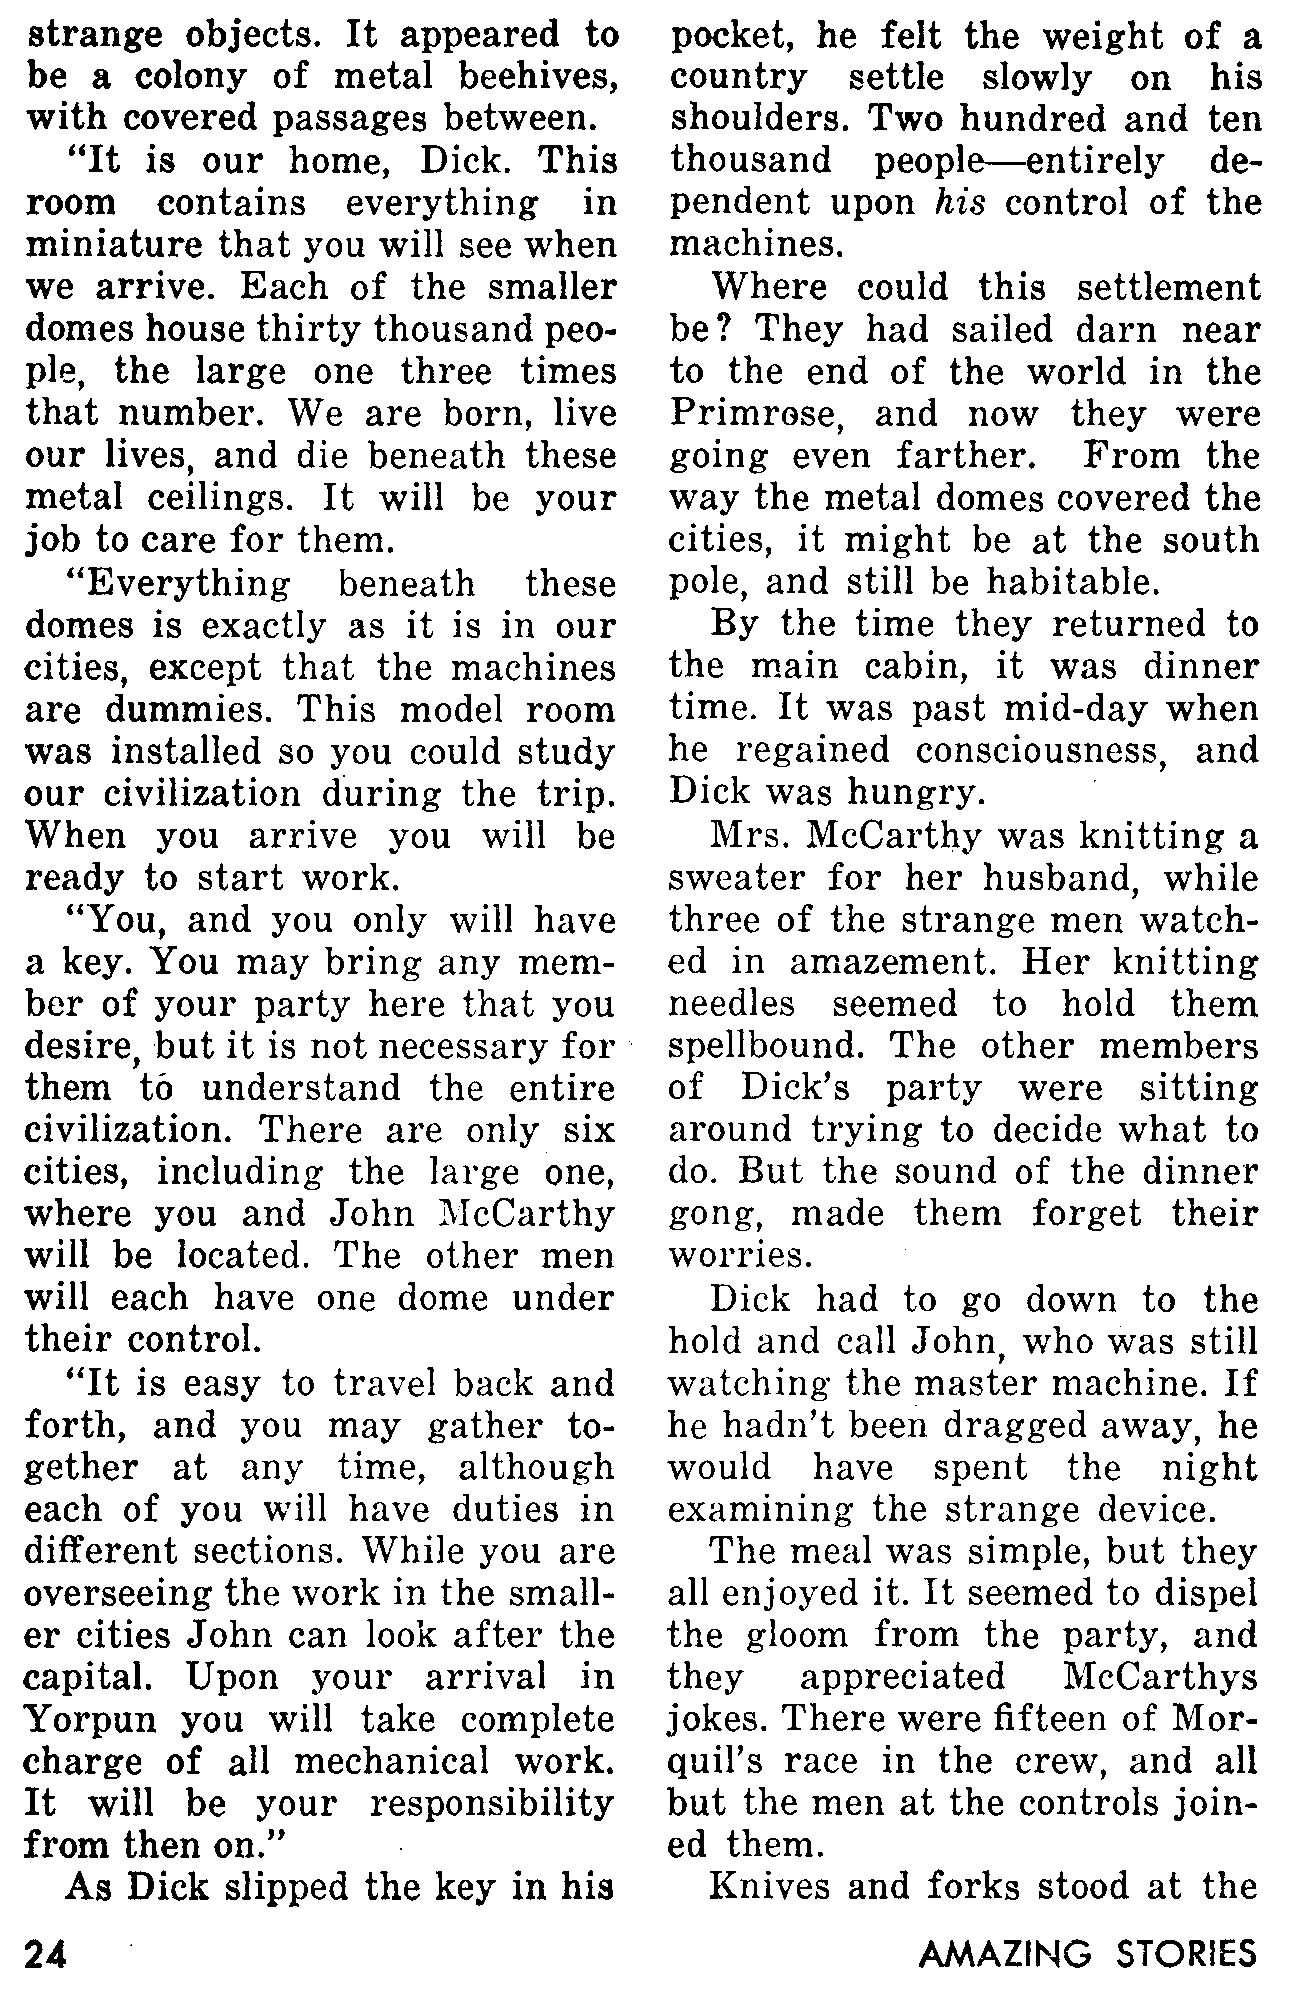 strange objects. It appeared to
be a colony of metal beehives,
with covered passages between.
“It is our home, Dick. This
room contains everything in
miniature that you will see when
we arrive. Each of the smaller
domes house thirty thousand peo-
ple, the large one three times
that number. We are born, live
our lives, and die beneath these
metal ceilings. It will be your
job to care for them.
“Everything beneath these
domes is exactly as it is in our
cities, except that the machines
are dummies. This model room
was installed so you could study
our civilization during the trip.
When you arrive you will be
ready to start work.
“You, and you only will have
a key. You may bring any mem-
ber of your party here that you
desire, but it is not necessary for
them to understand the entire
civilization. There are only six
cities, including the large one,
where you and John McCarthy
will be located. The other men
will each have one dome under
their control.
“It is easy to travel back and
forth, and you may gather to-
gether at any time, although
each of you will have duties in
different sections. While you are
overseeing the work in the small-
er cities John can look after the
capital. Upon your arrival in
Yorpun you will take complete
charge of all mechanical work.
It will be your responsibility
from then on.”
As Dick slipped the key in his
pocket, he felt the weight of a
country settle slowly on his
shoulders. Two hundred and ten
thousand people—entirely de-
pendent upon his control of the
machines.
Where could this settlement
be? They had sailed darn near
to the end of the world in the
Primrose, and now they were
going even farther. From the
way the metal domes covered the
cities, it might be at the south
pole, and still be habitable.
By the time they returned to
the main cabin, it was dinner
time. It was past mid-day when
he regained consciousness, and
Dick was hungry.
Mrs. McCarthy was knitting a
sweater for her husband, while
three of the strange men watch-
ed in amazement. Her knitting
needles seemed to hold them
spellbound. The other members
of Dick’s party were sitting
around trying to decide what to
do. But the sound of the dinner
gong, made them forget their
worries.
Dick had to go down to the
hold and call John, who was still
watching the master machine. If
he hadn’t been dragged away, he
would have spent the night
examining the strange device.
The meal was simple, but they
all enjoyed it. It seemed to dispel
the gloom from the party, and
they appreciated McCarthys
jokes. There were fifteen of Mor-
quil’s race in the crew, and all
but the men at the controls join-
ed them.
Knives and forks stood at the
24
AMAZING STORIES